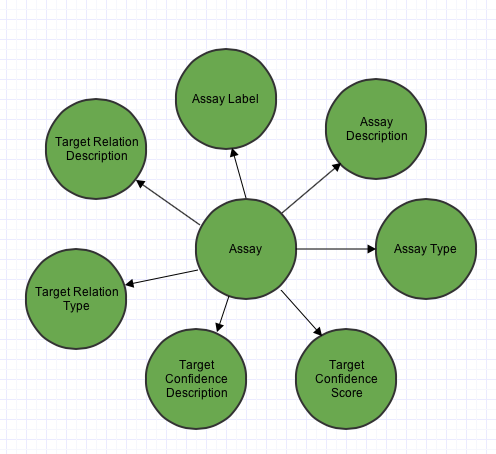 Assay Label
Assay
Description
Target Relation
Description
Assay
Assay Type
Target Relation
Type
Target
Confidence
Description
Target
Confidence
Score